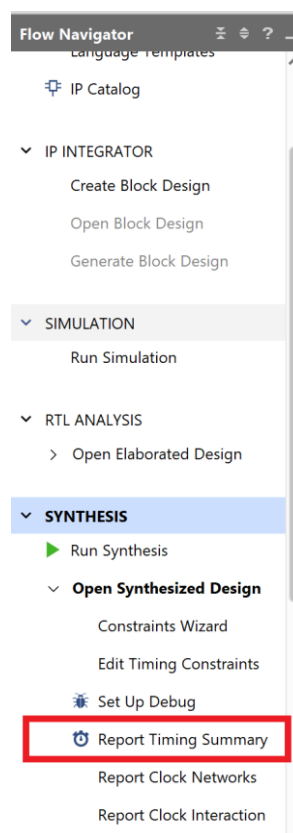 Flow Navigator ?
Language Templates
IP Catalog
IP INTEGRATOR
Create Block Design
Open Block Design
Generate Block Design
SIMULATION
Run Simulation
RTL ANALYSIS
Open Elaborated Design
SYNTHESIS
Run Synthesis
Open Synthesized Design
Constraints Wizard
Edit Timing Constraints
Set Up Debug
Report Timing Summary
Report Clock Networks
Report Clock Interaction